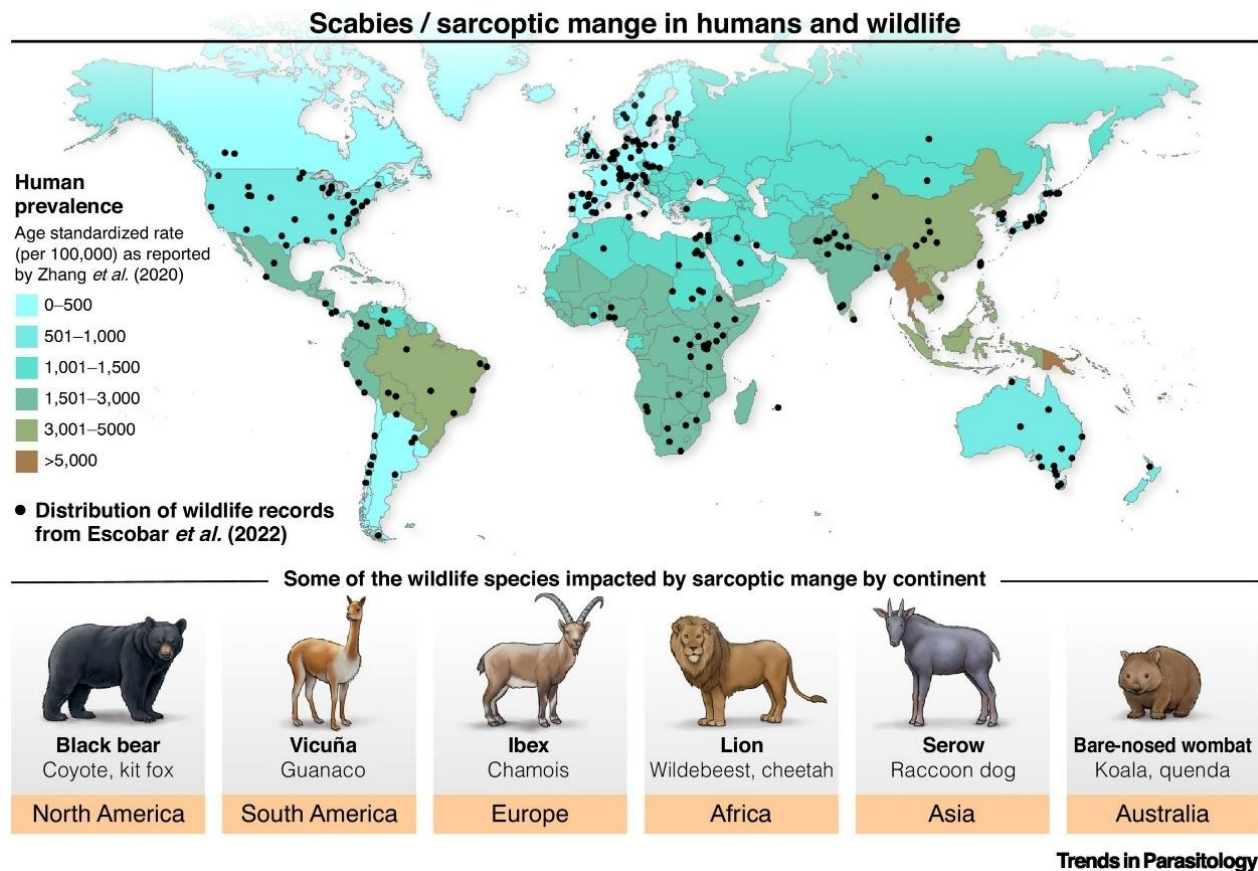 Scabies / sarcoptic mange in humans and wildlife
Human
prevalence
Age standardized rate
(per 100,000) as reported
by Zhang et al. (2020)
0–500
501–1,000
1,001–1,500
1,501–3,000
3,001–5000
>5,000
● Distribution of wildlife records
from Escobar et al. (2022)
Some of the wildlife species impacted by sarcoptic mange by continent
Black bear
Coyote, kit fox
North America
Vicuña
Guanaco
South America
Ibex
Chamois
Europe
Lion
Wildebeest, cheetah
Africa
Serow
Raccoon dog
Asia
Bare-nosed wombat
Koala, quenda
Australia
Trends in Parasitology